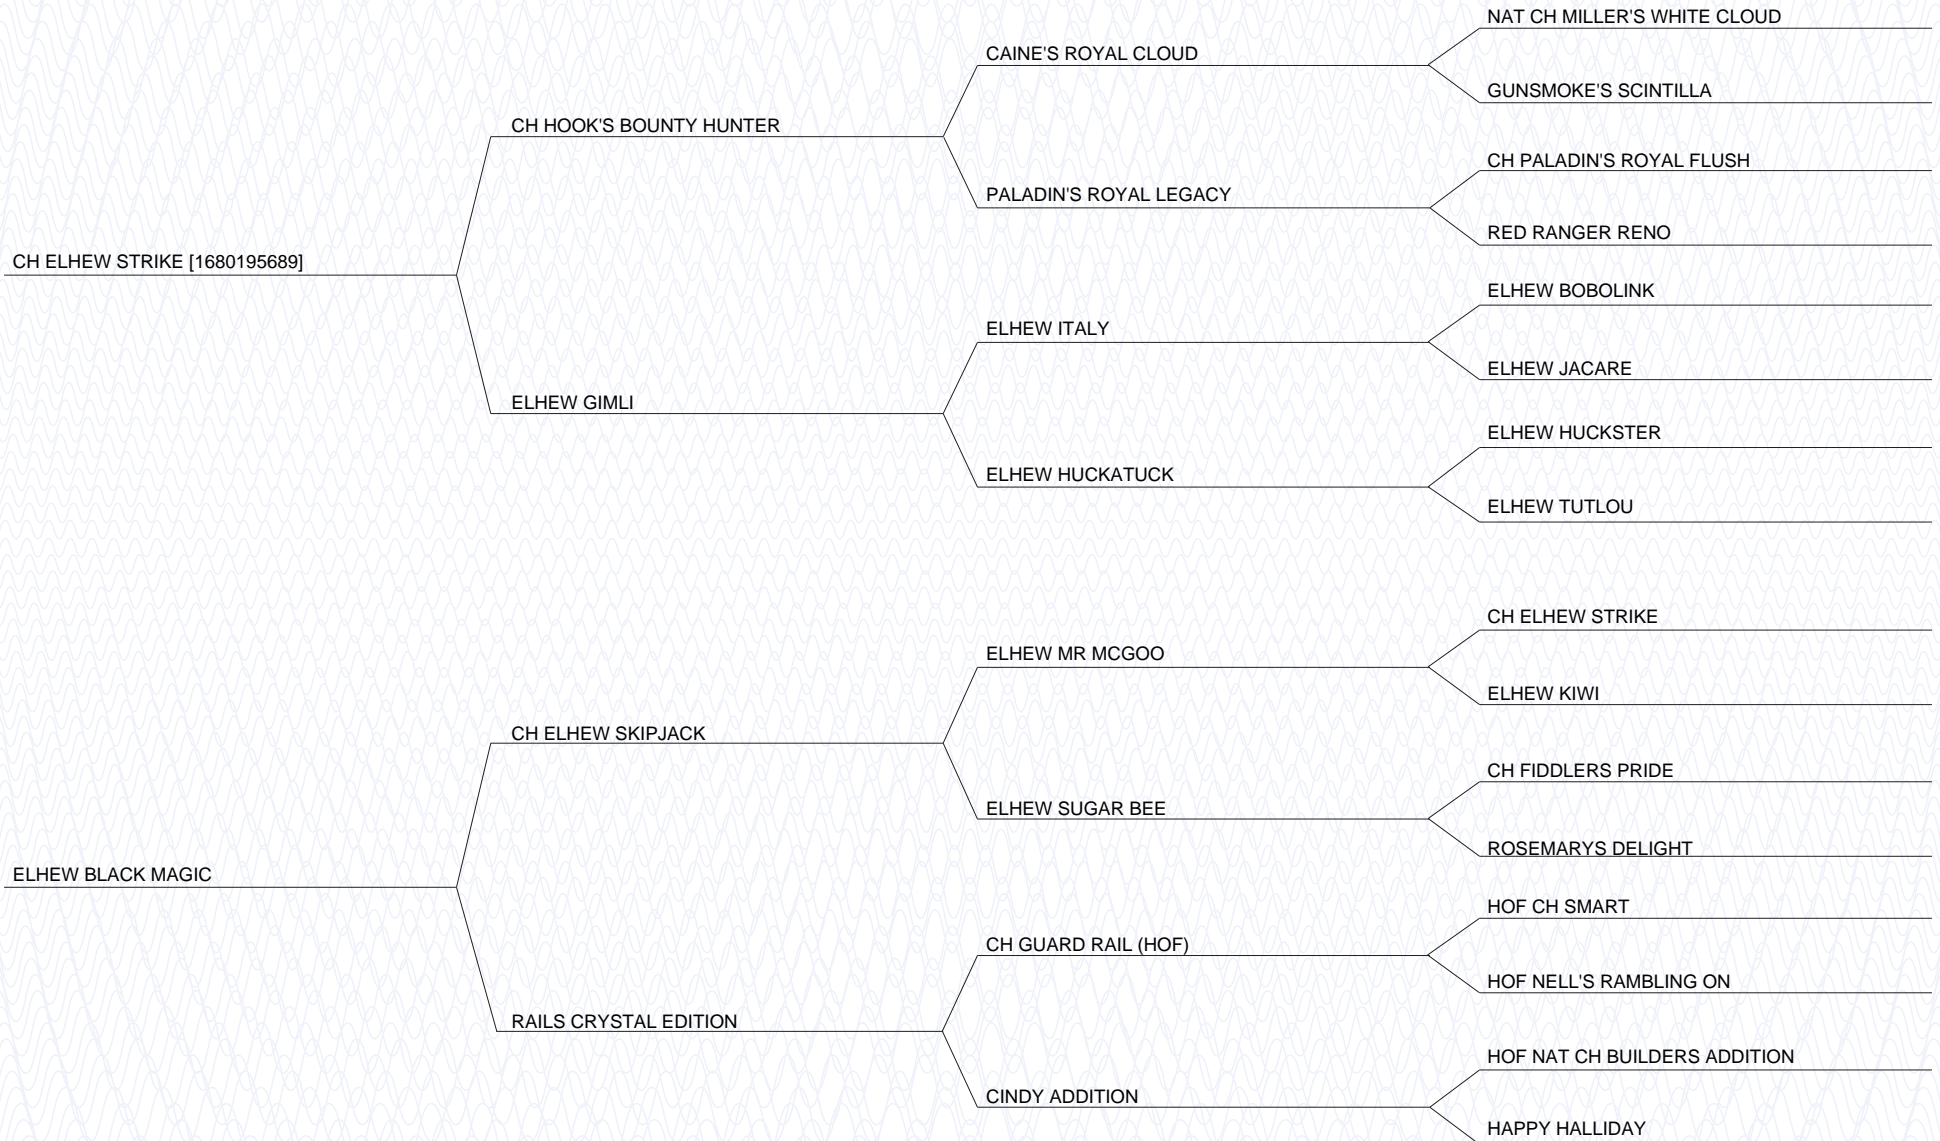 NAT CH MILLER'S WHITE CLOUD
CAINE'S ROYAL CLOUD
GUNSMOKE'S SCINTILLA
CH HOOK'S BOUNTY HUNTER
CH PALADIN'S ROYAL FLUSH
PALADIN'S ROYAL LEGACY
RED RANGER RENO
CH ELHEW STRIKE [1680195689]
ELHEW BOBOLINK
ELHEW ITALY
ELHEW JACARE
ELHEW GIMLI
ELHEW HUCKSTER
ELHEW HUCKATUCK
ELHEW TUTLOU
CH ELHEW STRIKE
ELHEW MR MCGOO
ELHEW KIWI
CH ELHEW SKIPJACK
CH FIDDLERS PRIDE
ELHEW SUGAR BEE
ROSEMARYS DELIGHT
ELHEW BLACK MAGIC
HOF CH SMART
CH GUARD RAIL (HOF)
HOF NELL'S RAMBLING ON
RAILS CRYSTAL EDITION
HOF NAT CH BUILDERS ADDITION
CINDY ADDITION
HAPPY HALLIDAY